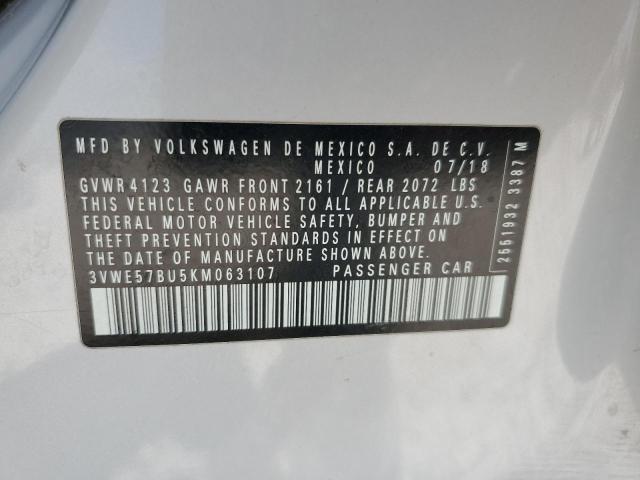 MFD BY VOLKSWAGEN DE MEXICO S.A. DE C.V.
MEXICO 07/18
GVWR 4123 GAWR FRONT 2161 / REAR 2072 LBS
THIS VEHICLE CONFORMS TO ALL APPLICABLE U.S.
FEDERAL MOTOR VEHICLE SAFETY, BUMPER AND
THEFT PREVENTION STANDARDS IN EFFECT ON
THE DATE OF MANUFACTURE SHOWN ABOVE.
3VWE57BU5KM063107 PASSENGER CAR
2551932 3387 M